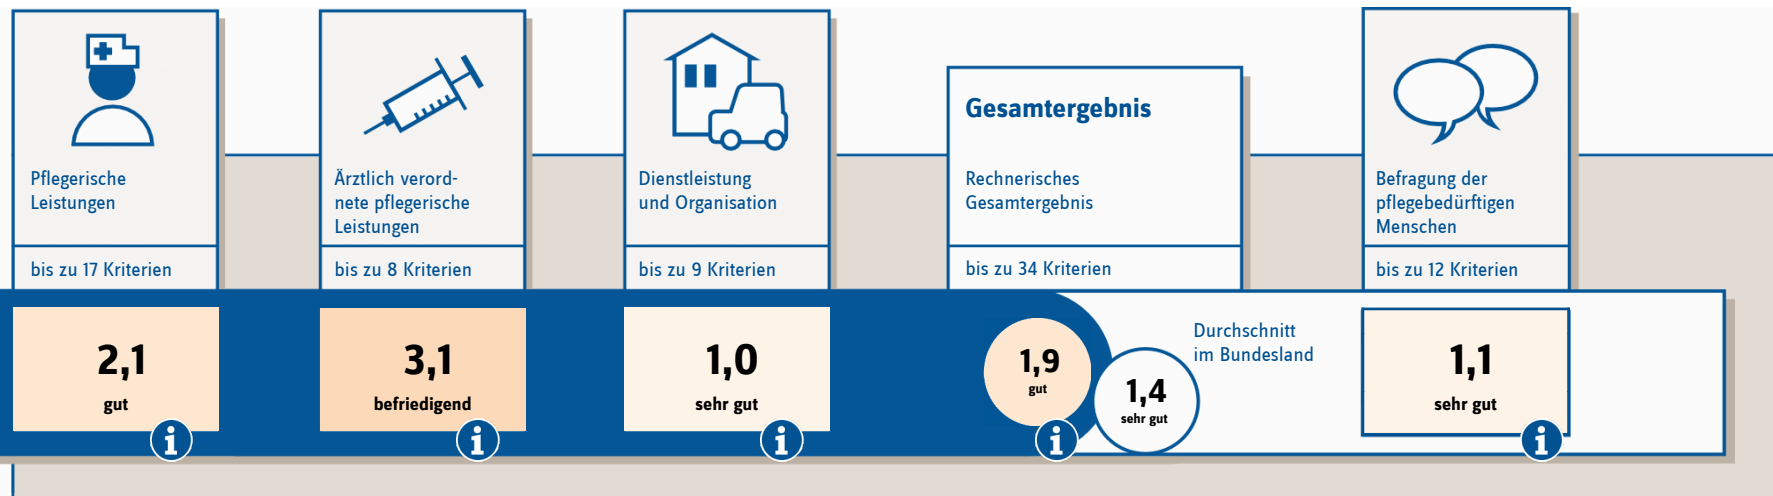 Pflegerische
Leistungen
bis zu 17 Kriterien
2,1
gut
i
Ärztlich verord-
nete pflegerische
Leistungen
bis zu 8 Kriterien
3,1
befriedigend
i
Dienstleistung
und Organisation
bis zu 9 Kriterien
1,0
sehr gut
i
Gesamtergebnis
Rechnerisches
Gesamtergebnis
bis zu 34 Kriterien
1,9
gut
i
Durchschnitt
im Bundesland
1,4
sehr gut
Befragung der
pflegebedürftigen
Menschen
bis zu 12 Kriterien
1,1
sehr gut
i